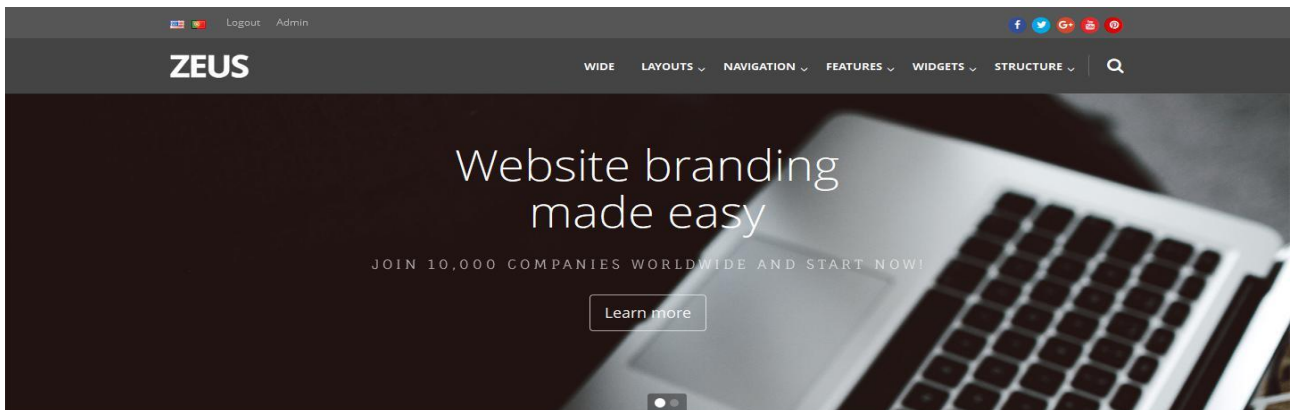 Logout Admin
ZEUS
WIDE LAYOUTS NAVIGATION FEATURES WIDGETS STRUCTURE
Website branding
made easy
JOIN 10,000 COMPANIES WORLDWIDE AND START NOW!
Learn more